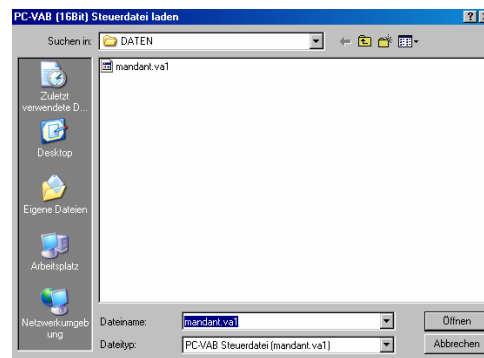 PC-VAB (16Bit) Steuerdatei laden
Suchen in:
DATEN
mandant.va1
Zuletzt
verwendete D...
Desktop
Eigene Dateien
Arbeitsplatz
Netzwerkumgeb
ung
Dateiname:
mandant.va1
Öffnen
Dateityp:
PC-VAB Steuerdatei (mandant.va1)
Abbrechen